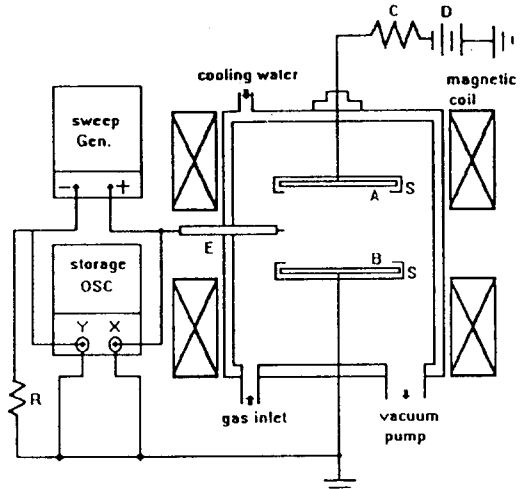 C
D
cooling water
magnetic
coil
sweep
Gen.
- +
A
S
E
B
S
storage
OSC
Y X
R
gas inlet
vacuum
pump